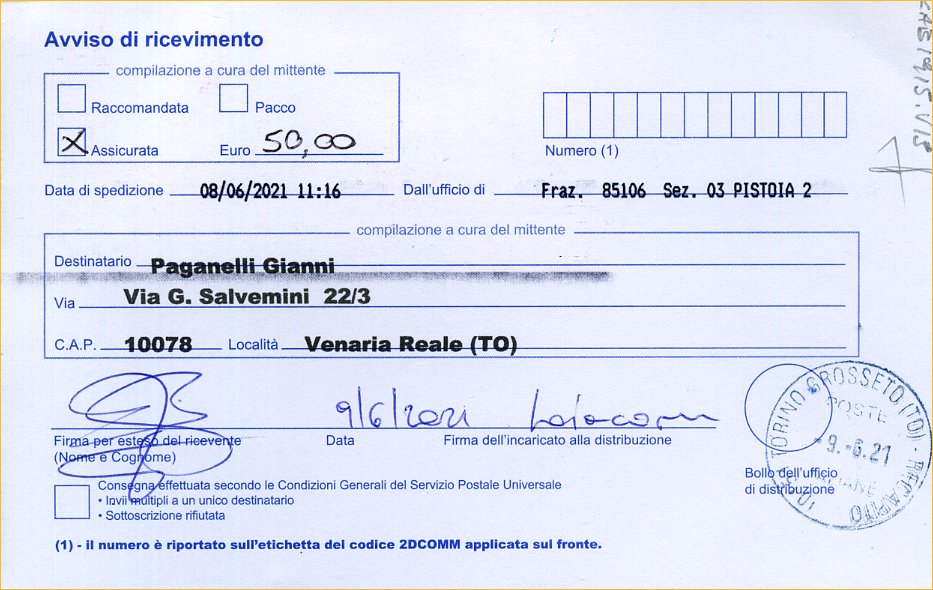 Avviso di ricevimento
compilazione a cura del mittente
Raccomandata Pacco
X Assicurata Euro 50,00
Numero (1)
Data di spedizione 08/06/2021 11:16 Dall'ufficio di Fraz. 85106 Sez. 03 PISTOIA 2
compilazione a cura del mittente
Destinatario Paganelli Gianni
Via Via G. Salvemini 22/3
C.A.P. 10078 Località Venaria Reale (TO)
9/6/2021
Firma per esteso del ricevente Data Firma dell'incaricato alla distribuzione
(Nome e Cognome)
Bollo dell'ufficio
di distribuzione
TORINO GROSSETO (TO) - RECAPITO
POSTE
-9.-6.21
Consegna effettuata secondo le Condizioni Generali del Servizio Postale Universale
• Invii multipli a un unico destinatario
• Sottoscrizione rifiutata
(1) - il numero è riportato sull'etichetta del codice 2DCOMM applicata sul fronte.